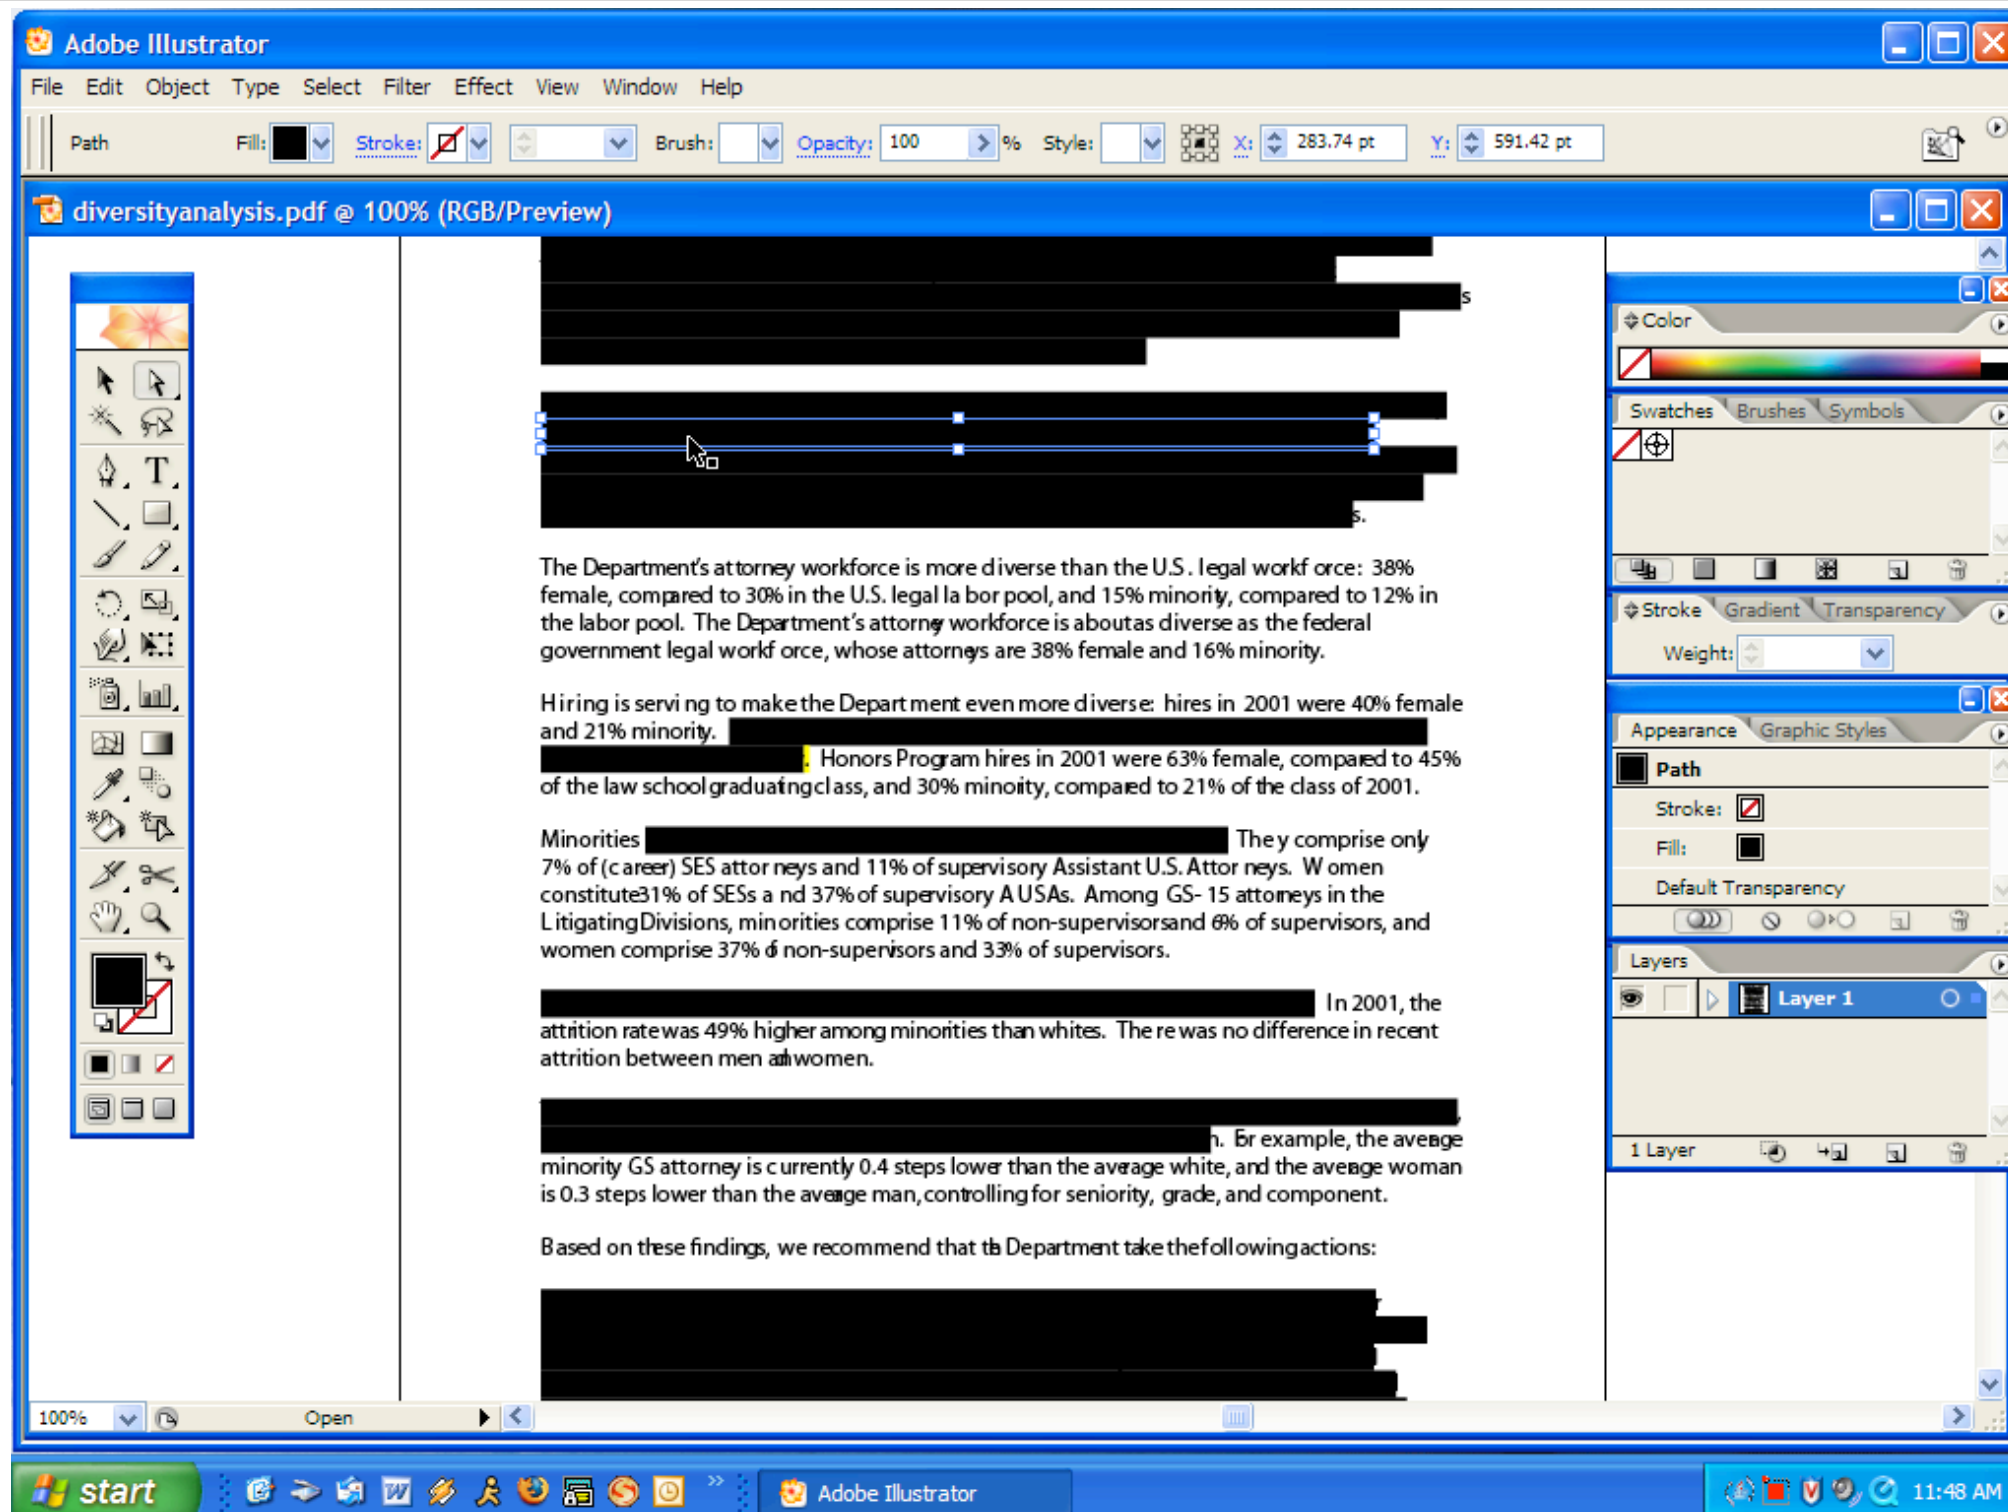 Adobe Illustrator
File Edit Object Type Select Filter Effect View Window Help
Path Fill: Stroke: Brush: Opacity: 100 % Style: X: 283.74 pt Y: 591.42 pt
diversityanalysis.pdf @ 100% (RGB/Preview)
s
s.
The Department's attorney workforce is more diverse than the U.S. legal workforce: 38%
female, compared to 30% in the U.S. legal labor pool, and 15% minority, compared to 12% in
the labor pool. The Department's attorney workforce is about as diverse as the federal
government legal workforce, whose attorneys are 38% female and 16% minority.
Hiring is serving to make the Department even more diverse: hires in 2001 were 40% female
and 21% minority.
. Honors Program hires in 2001 were 63% female, compared to 45%
of the law school graduating class, and 30% minority, compared to 21% of the class of 2001.
Minorities They comprise only
7% of (career) SES attorneys and 11% of supervisory Assistant U.S. Attorneys. Women
constitute 31% of SESs and 37% of supervisory AUSAs. Among GS-15 attorneys in the
Litigating Divisions, minorities comprise 11% of non-supervisors and 6% of supervisors, and
women comprise 37% of non-supervisors and 33% of supervisors.
In 2001, the
attrition rate was 49% higher among minorities than whites. There was no difference in recent
attrition between men and women.
,
n. For example, the average
minority GS attorney is currently 0.4 steps lower than the average white, and the average woman
is 0.3 steps lower than the average man, controlling for seniority, grade, and component.
Based on these findings, we recommend that the Department take the following actions:
Color
Swatches Brushes Symbols
Stroke Gradient Transparency
Weight:
Appearance Graphic Styles
Path
Stroke:
Fill:
Default Transparency
Layers
Layer 1
1 Layer
100% Open
start Adobe Illustrator 11:48 AM